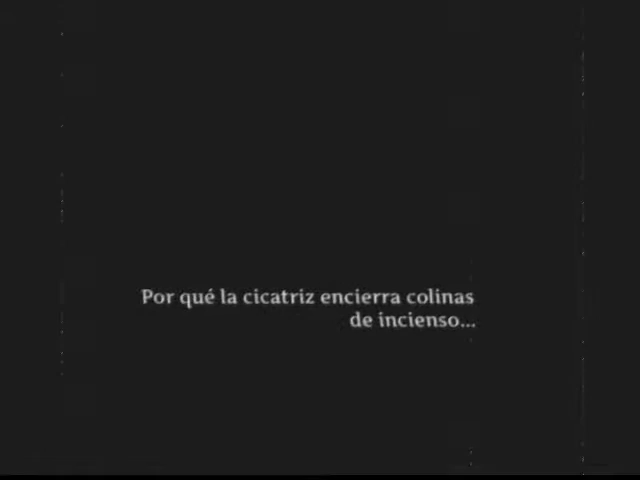 Por qué la cicatriz encierra colinas
de incienso...